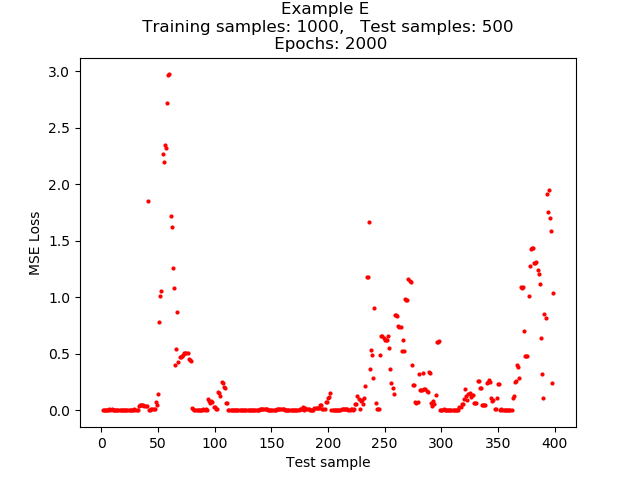 Example E
Training samples: 1000,   Test samples: 500
Epochs: 2000
3.0
2.5
2.0
1.5
1.0
0.5
0.0
MSE Loss
0 50 100 150 200 250 300 350 400
Test sample